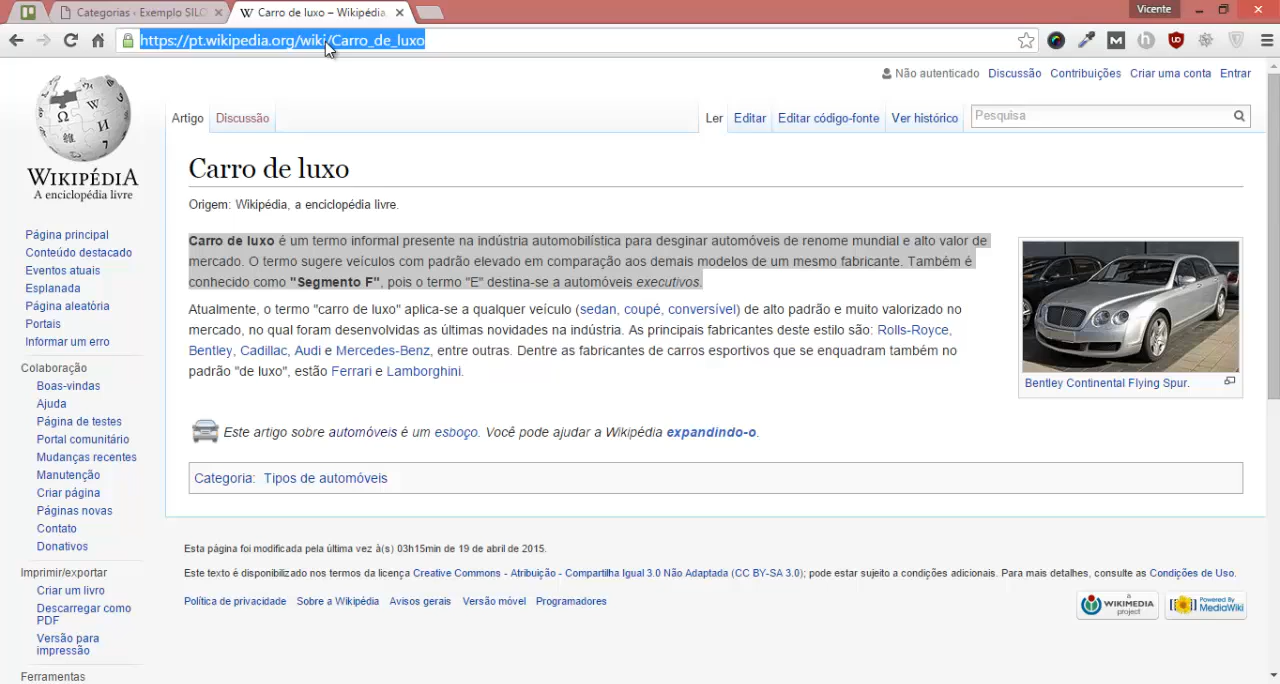 Categorias ‹ Exemplo SILO
Carro de luxo – Wikipédia,
Vicente
https://pt.wikipedia.org/wiki/Carro_de_luxo
Não autenticado Discussão Contribuições Criar uma conta Entrar
Artigo Discussão Ler Editar Editar código-fonte Ver histórico Pesquisa
WIKIPÉDIA
A enciclopédia livre
Página principal
Conteúdo destacado
Eventos atuais
Esplanada
Página aleatória
Portais
Informar um erro
Colaboração
Boas-vindas
Ajuda
Página de testes
Portal comunitário
Mudanças recentes
Manutenção
Criar página
Páginas novas
Contato
Donativos
Imprimir/exportar
Criar um livro
Descarregar como
PDF
Versão para
impressão
Ferramentas
Carro de luxo
Origem: Wikipédia, a enciclopédia livre.
Carro de luxo é um termo informal presente na indústria automobilística para desginar automóveis de renome mundial e alto valor de
mercado. O termo sugere veículos com padrão elevado em comparação aos demais modelos de um mesmo fabricante. Também é
conhecido como "Segmento F", pois o termo "E" destina-se a automóveis executivos.
Atualmente, o termo "carro de luxo" aplica-se a qualquer veículo (sedan, coupé, conversível) de alto padrão e muito valorizado no
mercado, no qual foram desenvolvidas as últimas novidades na indústria. As principais fabricantes deste estilo são: Rolls-Royce,
Bentley, Cadillac, Audi e Mercedes-Benz, entre outras. Dentre as fabricantes de carros esportivos que se enquadram também no
padrão "de luxo", estão Ferrari e Lamborghini.
Bentley Continental Flying Spur.
Este artigo sobre automóveis é um esboço. Você pode ajudar a Wikipédia expandindo-o.
Categoria: Tipos de automóveis
Esta página foi modificada pela última vez à(s) 03h15min de 19 de abril de 2015.
Este texto é disponibilizado nos termos da licença Creative Commons - Atribuição - Compartilha Igual 3.0 Não Adaptada (CC BY-SA 3.0); pode estar sujeito a condições adicionais. Para mais detalhes, consulte as Condições de Uso.
Política de privacidade Sobre a Wikipédia Avisos gerais Versão móvel Programadores
A WIKIMEDIA project
Powered By MediaWiki